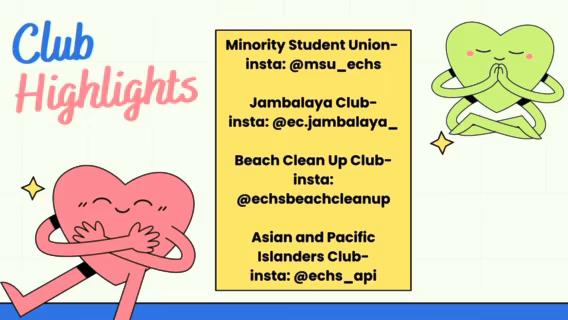 Club
Highlights
Minority Student Union-
insta: @msu_echs
Jambalaya Club-
insta: @ec.jambalaya_
Beach Clean Up Club-
insta:
@echsbeachcleanup
Asian and Pacific
Islanders Club-
insta: @echs_api